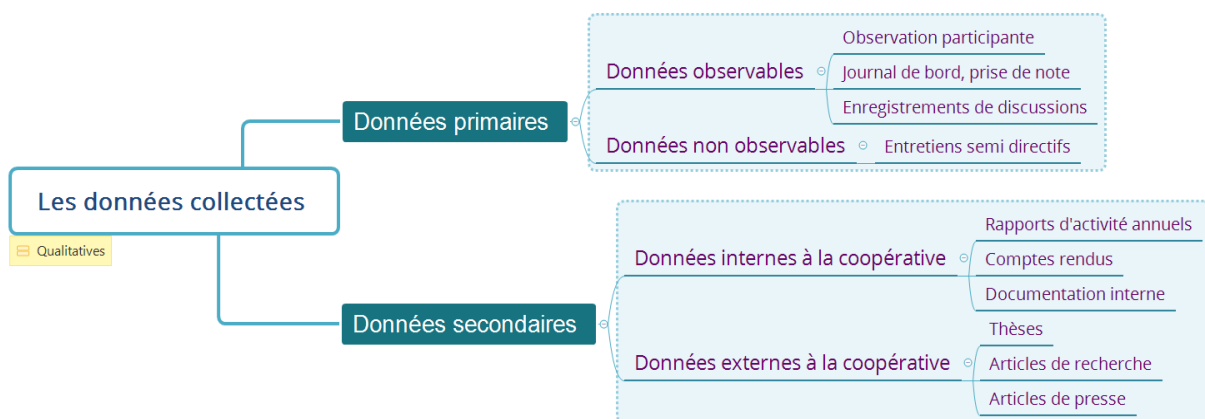 Les données collectées
Qualitatives
Données primaires
Données observables
Observation participante
Journal de bord, prise de note
Enregistrements de discussions
Données non observables
Entretiens semi directifs
Données secondaires
Données internes à la coopérative
Rapports d'activité annuels
Comptes rendus
Documentation interne
Données externes à la coopérative
Thèses
Articles de recherche
Articles de presse